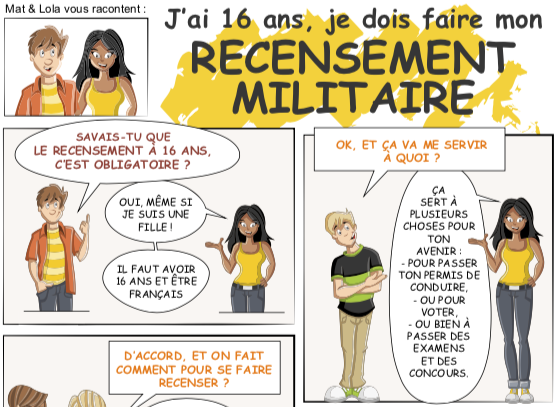 Mat & Lola vous racontent :
J'ai 16 ans, je dois faire mon
RECENSEMENT
MILITAIRE
SAVAIS-TU QUE
LE RECENSEMENT À 16 ANS,
C'EST OBLIGATOIRE ?
OUI, MÊME SI
JE SUIS UNE
FILLE !
IL FAUT AVOIR
16 ANS ET ÊTRE
FRANÇAIS
OK, ET ÇA VA ME SERVIR
À QUOI ?
ÇA
SERT À
PLUSIEURS
CHOSES POUR
TON
AVENIR :
- POUR PASSER
TON PERMIS DE
CONDUIRE,
- OU POUR
VOTER,
- OU BIEN À
PASSER DES
EXAMENS
ET DES
CONCOURS.
D'ACCORD, ET ON FAIT
COMMENT POUR SE FAIRE
RECENSER ?